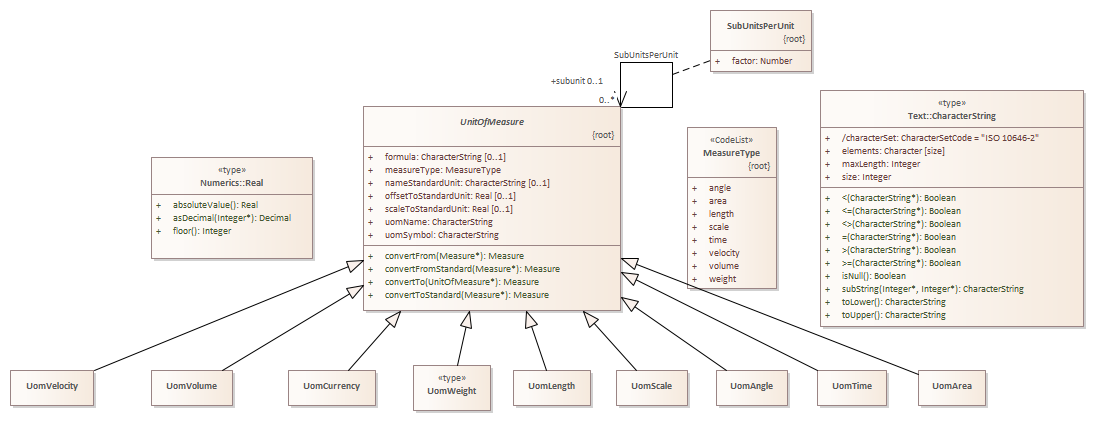 SubUnitsPerUnit
{root}
+ factor: Number
SubUnitsPerUnit
+subunit 0..1
0..*
UnitOfMeasure
{root}
+ formula: CharacterString [0..1]
+ measureType: MeasureType
+ nameStandardUnit: CharacterString [0..1]
+ offsetToStandardUnit: Real [0..1]
+ scaleToStandardUnit: Real [0..1]
+ uomName: CharacterString
+ uomSymbol: CharacterString
+ convertFrom(Measure*): Measure
+ convertFromStandard(Measure*): Measure
+ convertTo(UnitOfMeasure*): Measure
+ convertToStandard(Measure*): Measure
«type»
Numerics::Real
+ absoluteValue(): Real
+ asDecimal(Integer*): Decimal
+ floor(): Integer
«CodeList»
MeasureType
{root}
+ angle
+ area
+ length
+ scale
+ time
+ velocity
+ volume
+ weight
«type»
Text::CharacterString
+ /characterSet: CharacterSetCode = "ISO 10646-2"
+ elements: Character [size]
+ maxLength: Integer
+ size: Integer
+ <(CharacterString*): Boolean
+ <=(CharacterString*): Boolean
+ <>(CharacterString*): Boolean
+ =(CharacterString*): Boolean
+ >(CharacterString*): Boolean
+ >=(CharacterString*): Boolean
+ isNull(): Boolean
+ subString(Integer*, Integer*): CharacterString
+ toLower(): CharacterString
+ toUpper(): CharacterString
UomVelocity
UomVolume
UomCurrency
«type»
UomWeight
UomLength
UomScale
UomAngle
UomTime
UomArea